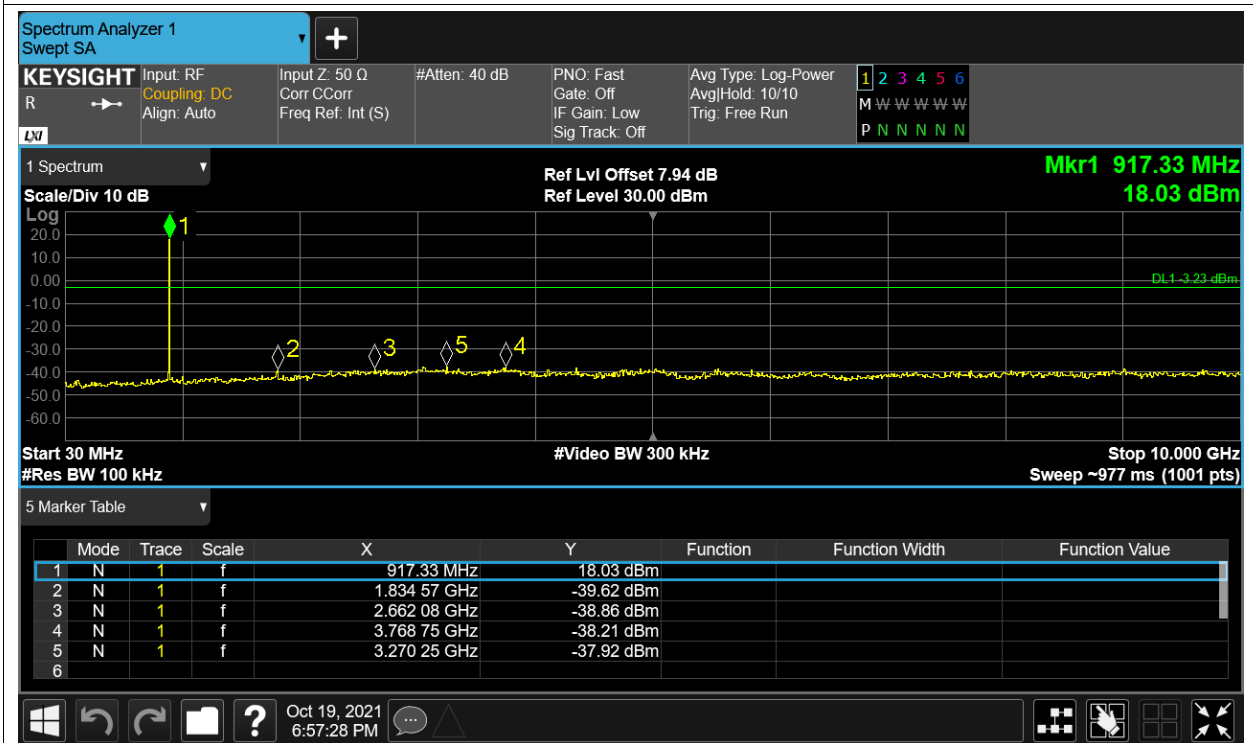 Spectrum Analyzer 1
Swept SA
+
KEYSIGHT
R
LXI
Input: RF
Coupling: DC
Align: Auto
Input Z: 50 Ω
Corr CCorr
Freq Ref: Int (S)
#Atten: 40 dB
PNO: Fast
Gate: Off
IF Gain: Low
Sig Track: Off
Avg Type: Log-Power
Avg|Hold: 10/10
Trig: Free Run
1 2 3 4 5 6
M W W W W W
P N N N N N
1 Spectrum
Scale/Div 10 dB
Ref Lvl Offset 7.94 dB
Ref Level 30.00 dBm
Mkr1 917.33 MHz
18.03 dBm
Log
20.0
10.0
0.00
-10.0
-20.0
-30.0
-40.0
-50.0
-60.0
1
2
3
5
4
DL1 -3.23 dBm
Start 30 MHz
#Video BW 300 kHz
Stop 10.000 GHz
#Res BW 100 kHz
Sweep ~977 ms (1001 pts)
5 Marker Table
Mode Trace Scale X Y Function Function Width Function Value
1 N 1 f 917.33 MHz 18.03 dBm
2 N 1 f 1.834 57 GHz -39.62 dBm
3 N 1 f 2.662 08 GHz -38.86 dBm
4 N 1 f 3.768 75 GHz -38.21 dBm
5 N 1 f 3.270 25 GHz -37.92 dBm
6
?
Oct 19, 2021
6:57:28 PM